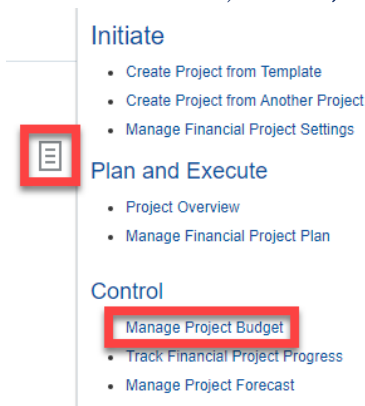 Initiate
Create Project from Template
Create Project from Another Project
Manage Financial Project Settings
Plan and Execute
Project Overview
Manage Financial Project Plan
Control
Manage Project Budget
Track Financial Project Progress
Manage Project Forecast